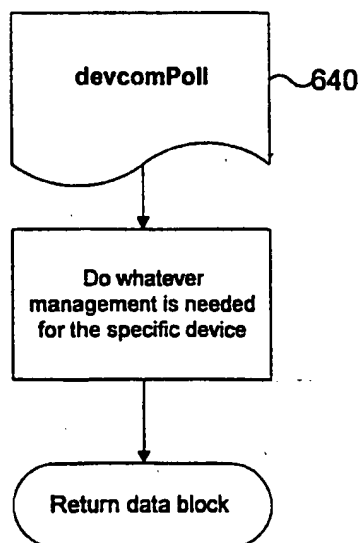 devcomPoll
640
Do whatever
management is needed
for the specific device
Return data block